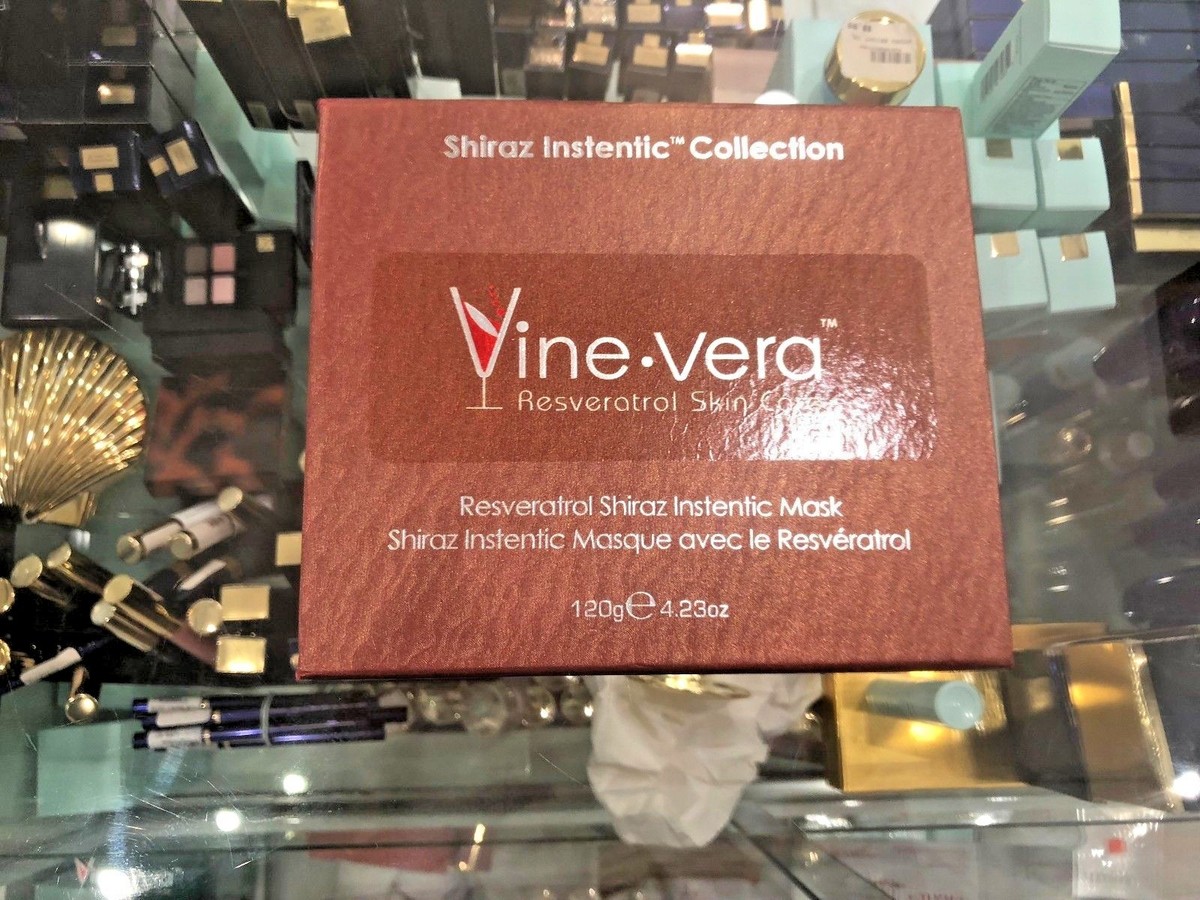 Shiraz Instentic™ Collection
Vine•vera™
Resveratrol Skin Care
Resveratrol Shiraz Instentic Mask
Shiraz Instentic Masque avec le Resvératrol
120g℮4.23oz